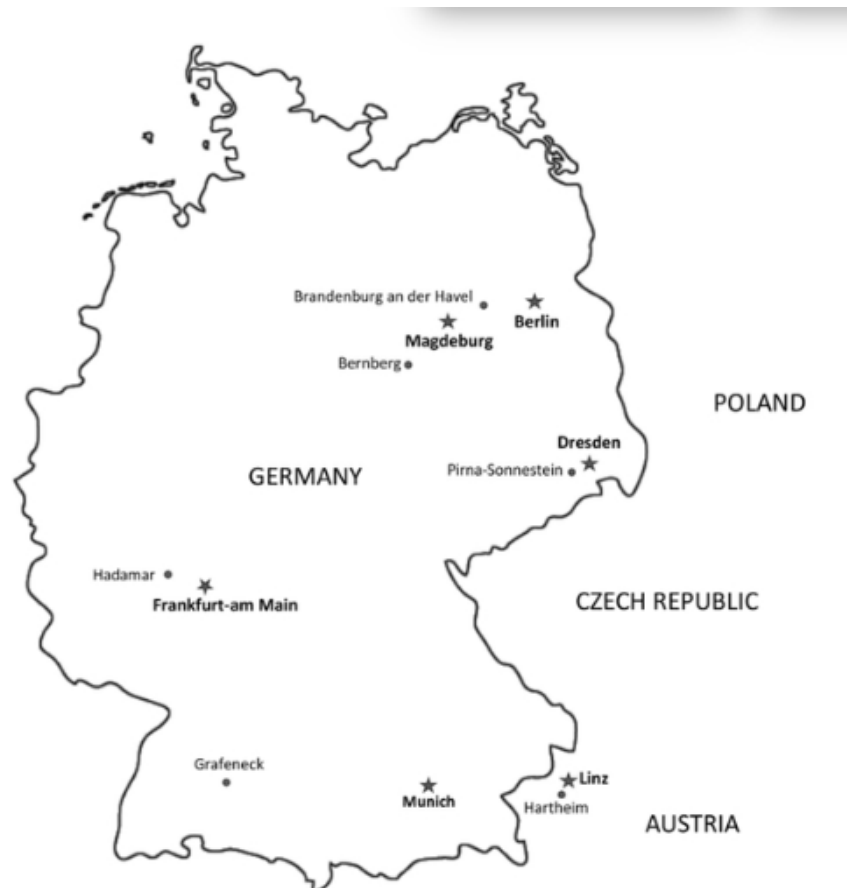 Brandenburg an der Havel
Berlin
Magdeburg
Bernberg
POLAND
Dresden
Pirna-Sonnestein
GERMANY
Hadamar
Frankfurt-am Main
CZECH REPUBLIC
Grafeneck
Linz
Munich
Hartheim
AUSTRIA